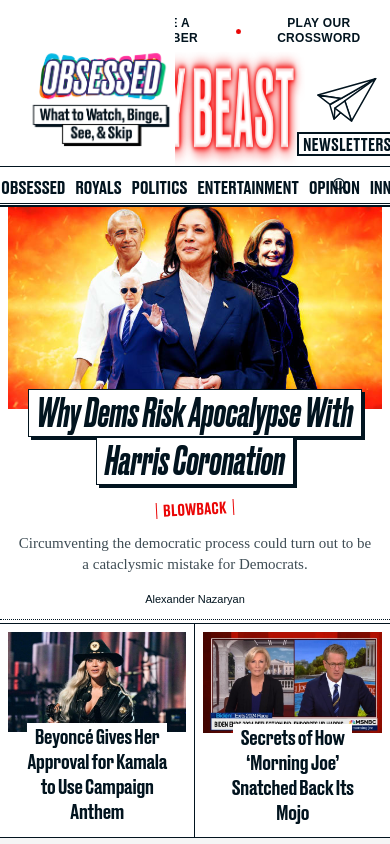 E A
PLAY OUR
BER
CROSSWORD
OBSESSED
What to Watch, Binge,
See, & Skip
Y BEAST
NEWSLETTERS
OBSESSED ROYALS POLITICS ENTERTAINMENT OPINION INN
Why Dems Risk Apocalypse With
Harris Coronation
BLOWBACK
Circumventing the democratic process could turn out to be
a cataclysmic mistake for Democrats.
Alexander Nazaryan
MSNBC
Beyoncé Gives Her
Approval for Kamala
to Use Campaign
Anthem
Secrets of How
‘Morning Joe’
Snatched Back Its
Mojo